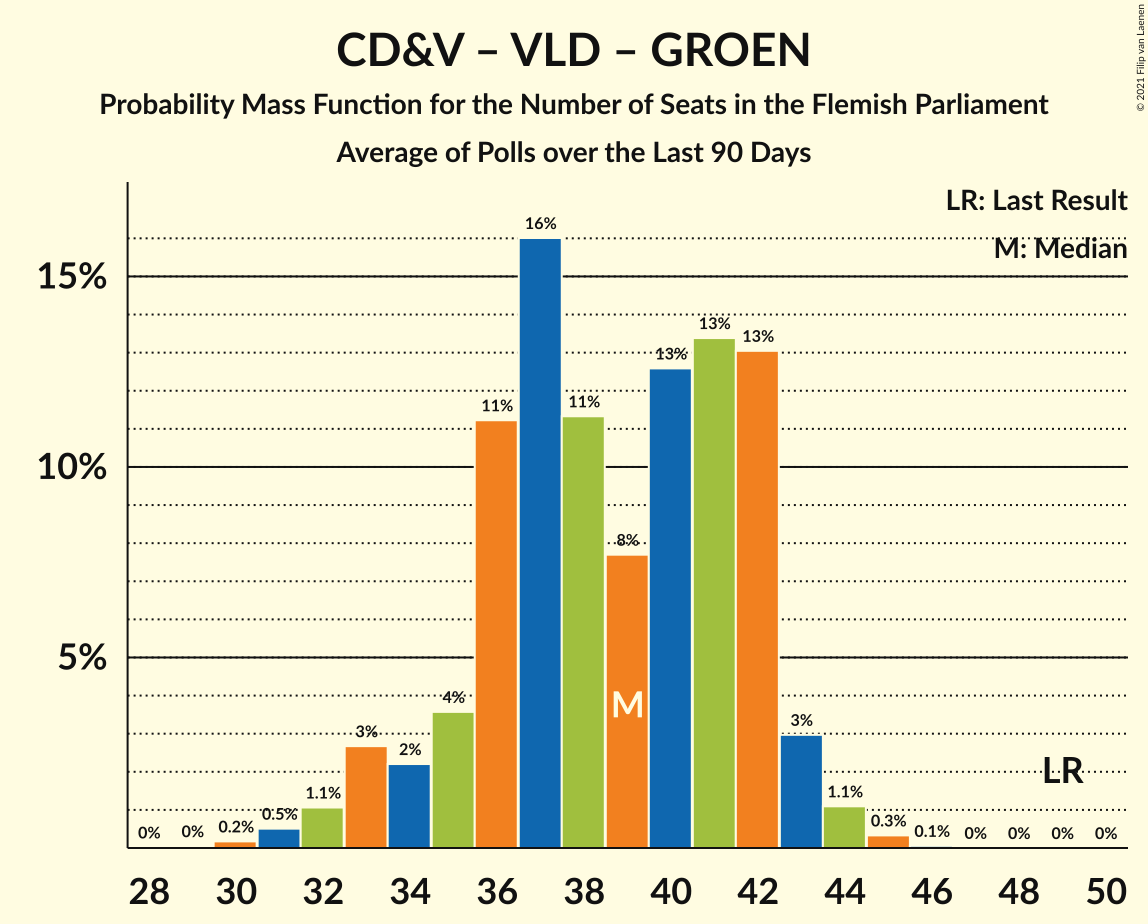 CD&V – VLD – GROEN
Probability Mass Function for the Number of Seats in the Flemish Parliament
Average of Polls over the Last 90 Days
© 2021 Filip van Laenen
LR: Last Result
M: Median
15%
10%
5%
0%
0%
0.2%
0.5%
1.1%
3%
2%
4%
11%
16%
11%
8%
13%
13%
13%
3%
1.1%
0.3%
0.1%
0%
0%
0%
0%
M
LR
28 30 32 34 36 38 40 42 44 46 48 50